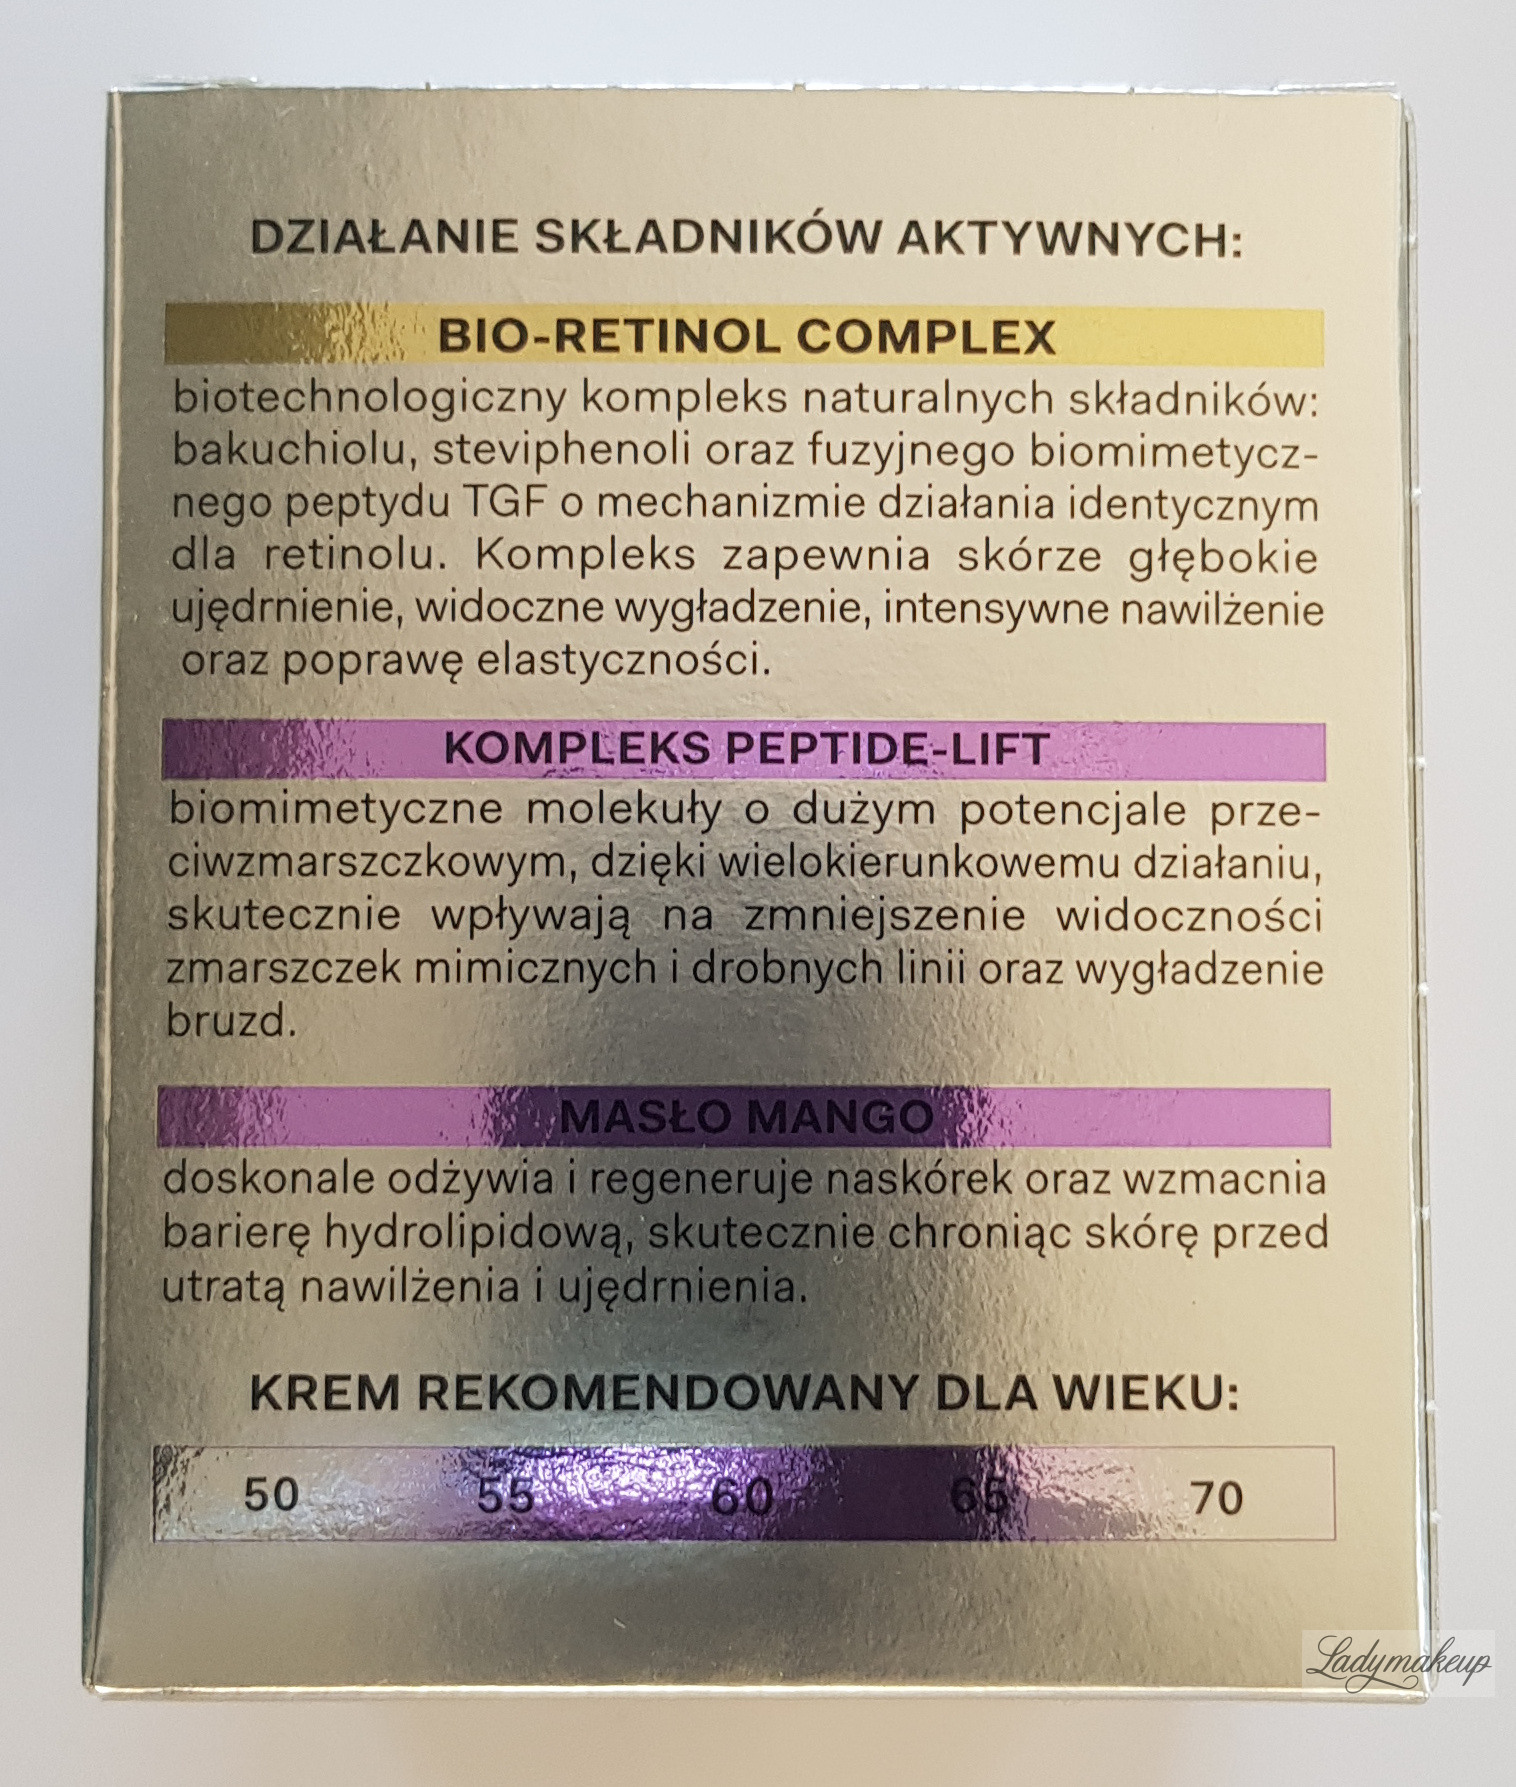 DZIAŁANIE SKŁADNIKÓW AKTYWNYCH:
BIO-RETINOL COMPLEX
biotechnologiczny kompleks naturalnych składników:
bakuchiolu, steviphenoli oraz fuzyjnego biomimetycz-
nego peptydu TGF o mechanizmie działania identycznym
dla retinolu. Kompleks zapewnia skórze głębokie
ujędrnienie, widoczne wygładzenie, intensywne nawilżenie
oraz poprawę elastyczności.
KOMPLEKS PEPTIDE-LIFT
biomimetyczne molekuły o dużym potencjale prze-
ciwzmarszczkowym, dzięki wielokierunkowemu działaniu,
skutecznie wpływają na zmniejszenie widoczności
zmarszczek mimicznych i drobnych linii oraz wygładzenie
bruzd.
MASŁO MANGO
doskonale odżywia i regeneruje naskórek oraz wzmacnia
barierę hydrolipidową, skutecznie chroniąc skórę przed
utratą nawilżenia i ujędrnienia.
KREM REKOMENDOWANY DLA WIEKU:
50 55 60 65 70
Ladymakeup